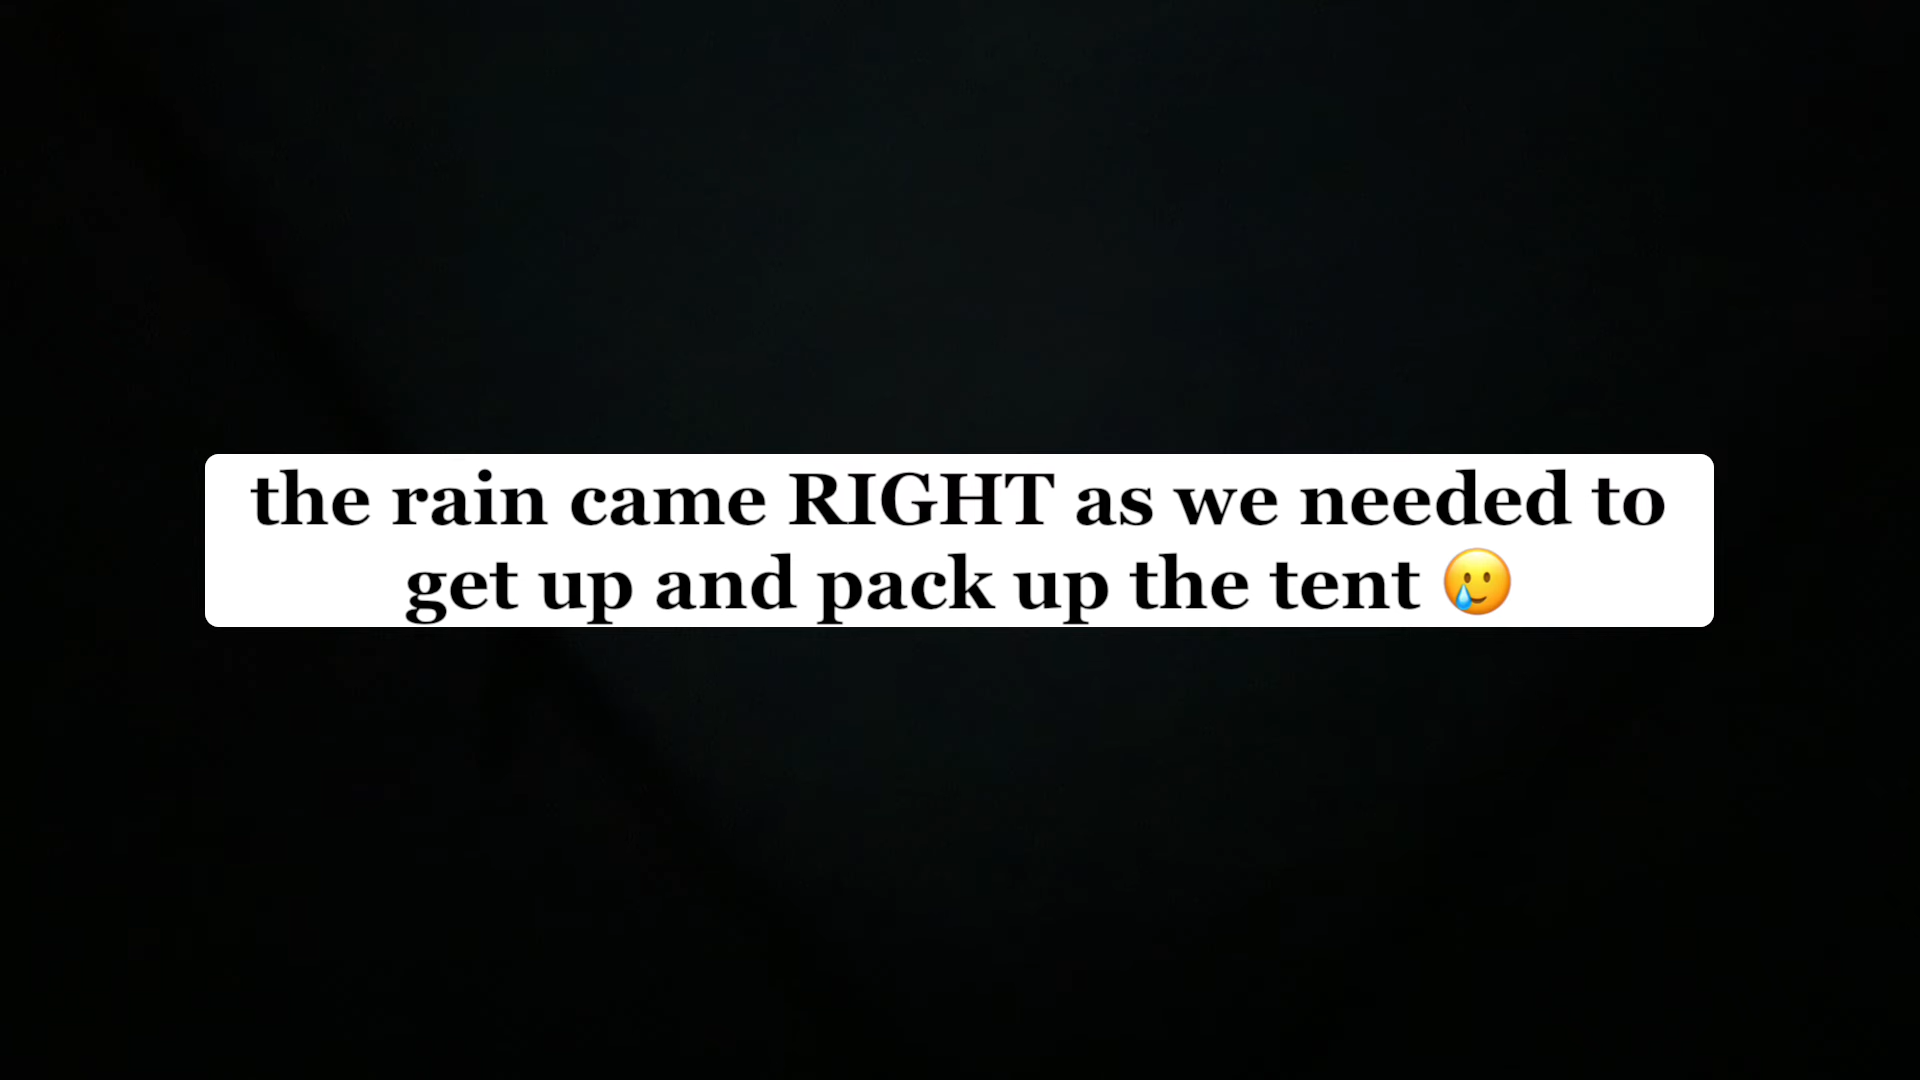 the rain came RIGHT as we needed to
get up and pack up the tent 🥲